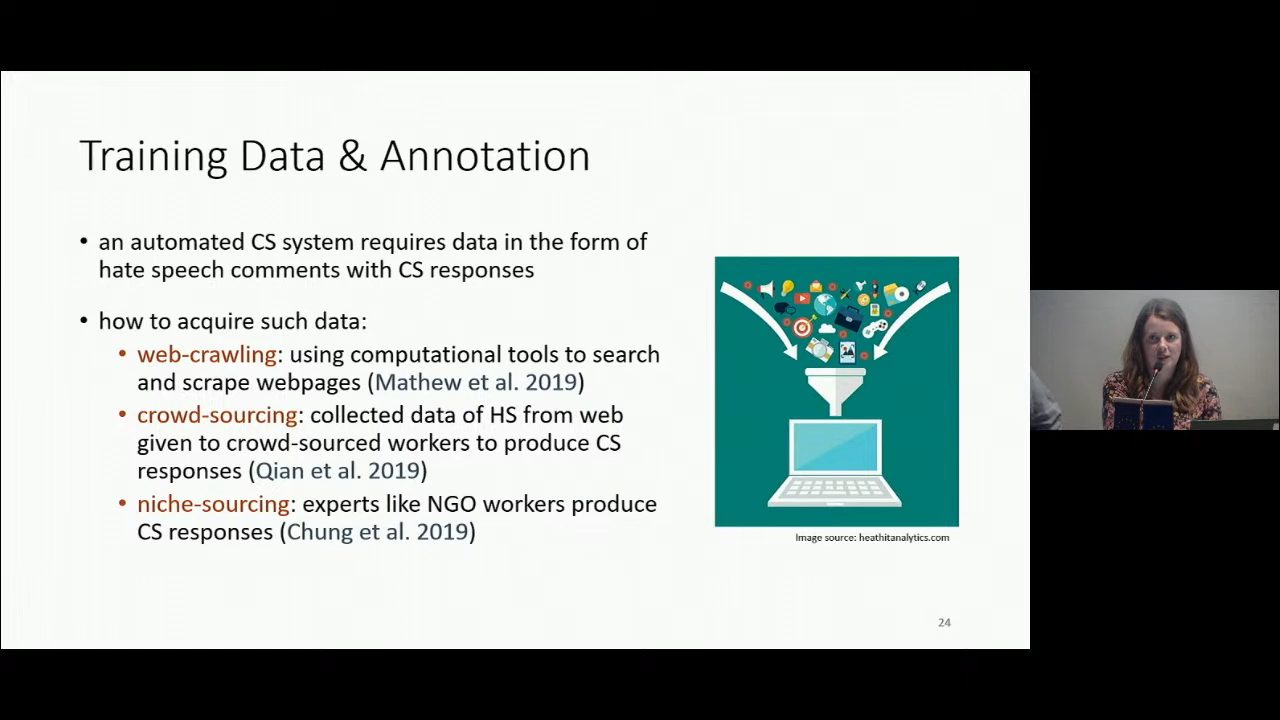 Training Data & Annotation
• an automated CS system requires data in the form of
hate speech comments with CS responses
• how to acquire such data:
• web-crawling: using computational tools to search
and scrape webpages (Mathew et al. 2019)
• crowd-sourcing: collected data of HS from web
given to crowd-sourced workers to produce CS
responses (Qian et al. 2019)
• niche-sourcing: experts like NGO workers produce
CS responses (Chung et al. 2019)
Image source: heathitanalytics.com
24